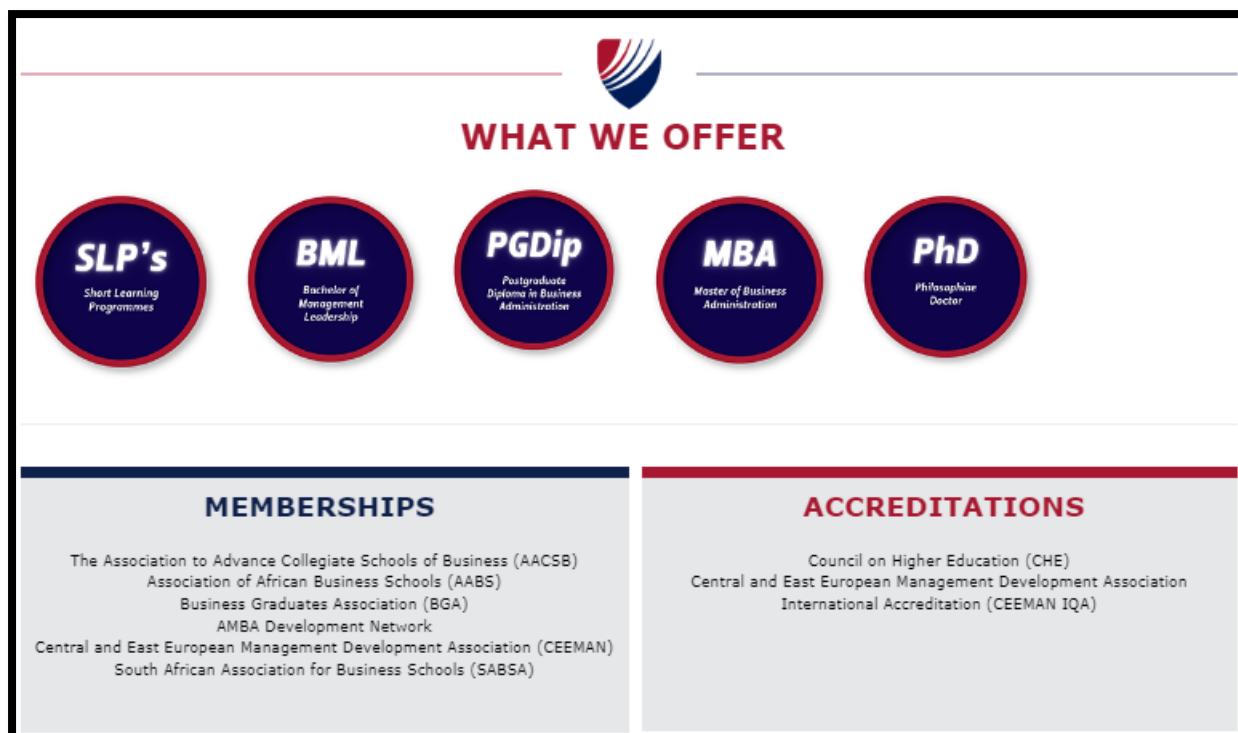 WHAT WE OFFER
SLP's
Short Learning
Programmes
BML
Bachelor of
Management
Leadership
PGDip
Postgraduate
Diploma in Business
Administration
MBA
Master of Business
Administration
PhD
Philosophiae
Doctor
MEMBERSHIPS
The Association to Advance Collegiate Schools of Business (AACSB)
Association of African Business Schools (AABS)
Business Graduates Association (BGA)
AMBA Development Network
Central and East European Management Development Association (CEEMAN)
South African Association for Business Schools (SABSA)
ACCREDITATIONS
Council on Higher Education (CHE)
Central and East European Management Development Association
International Accreditation (CEEMAN IQA)